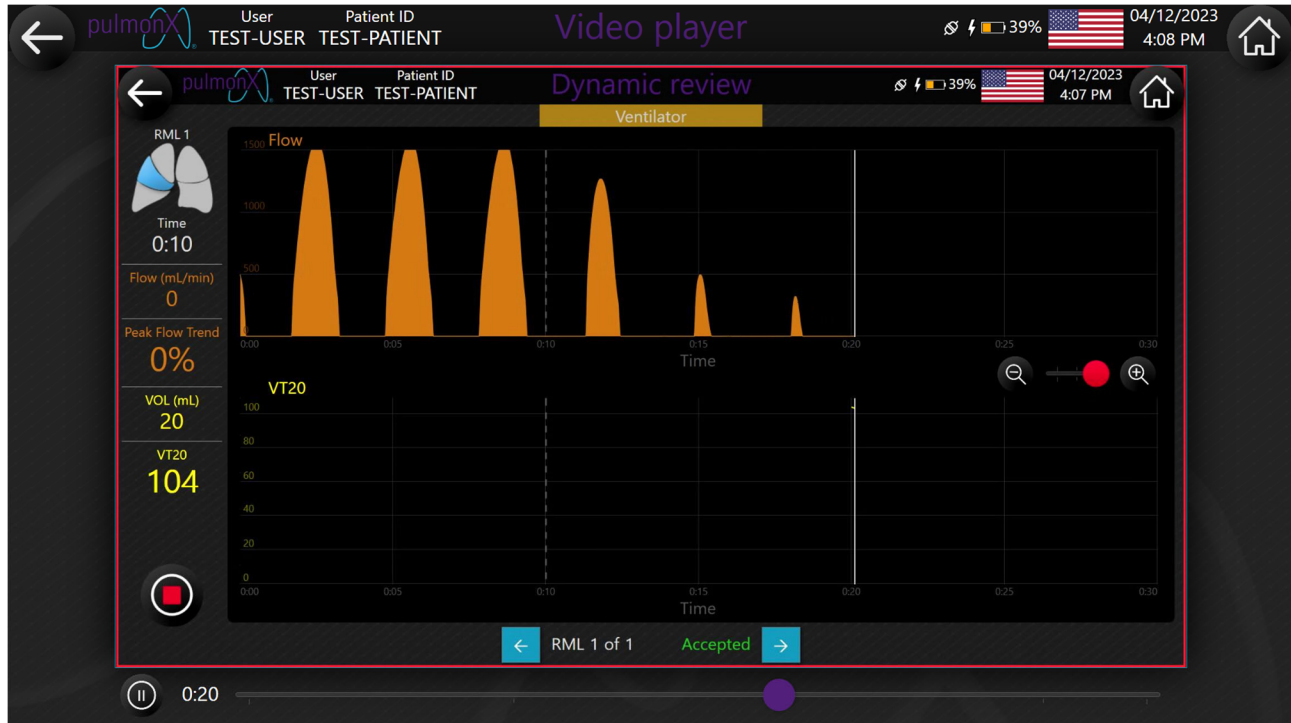 pulmonX®
User Patient ID
TEST-USER TEST-PATIENT
Video player
39%
04/12/2023
4:08 PM
pulmonX®
User Patient ID
TEST-USER TEST-PATIENT
Dynamic review
39%
04/12/2023
4:07 PM
Ventilator
RML 1
Time
0:10
Flow (mL/min)
0
Peak Flow Trend
0%
VOL (mL)
20
VT20
104
Flow
1500
1000
500
0
0:00 0:05 0:10 0:15 0:20 0:25 0:30
Time
VT20
100
80
60
40
20
0
0:00 0:05 0:10 0:15 0:20 0:25 0:30
Time
RML 1 of 1 Accepted
0:20